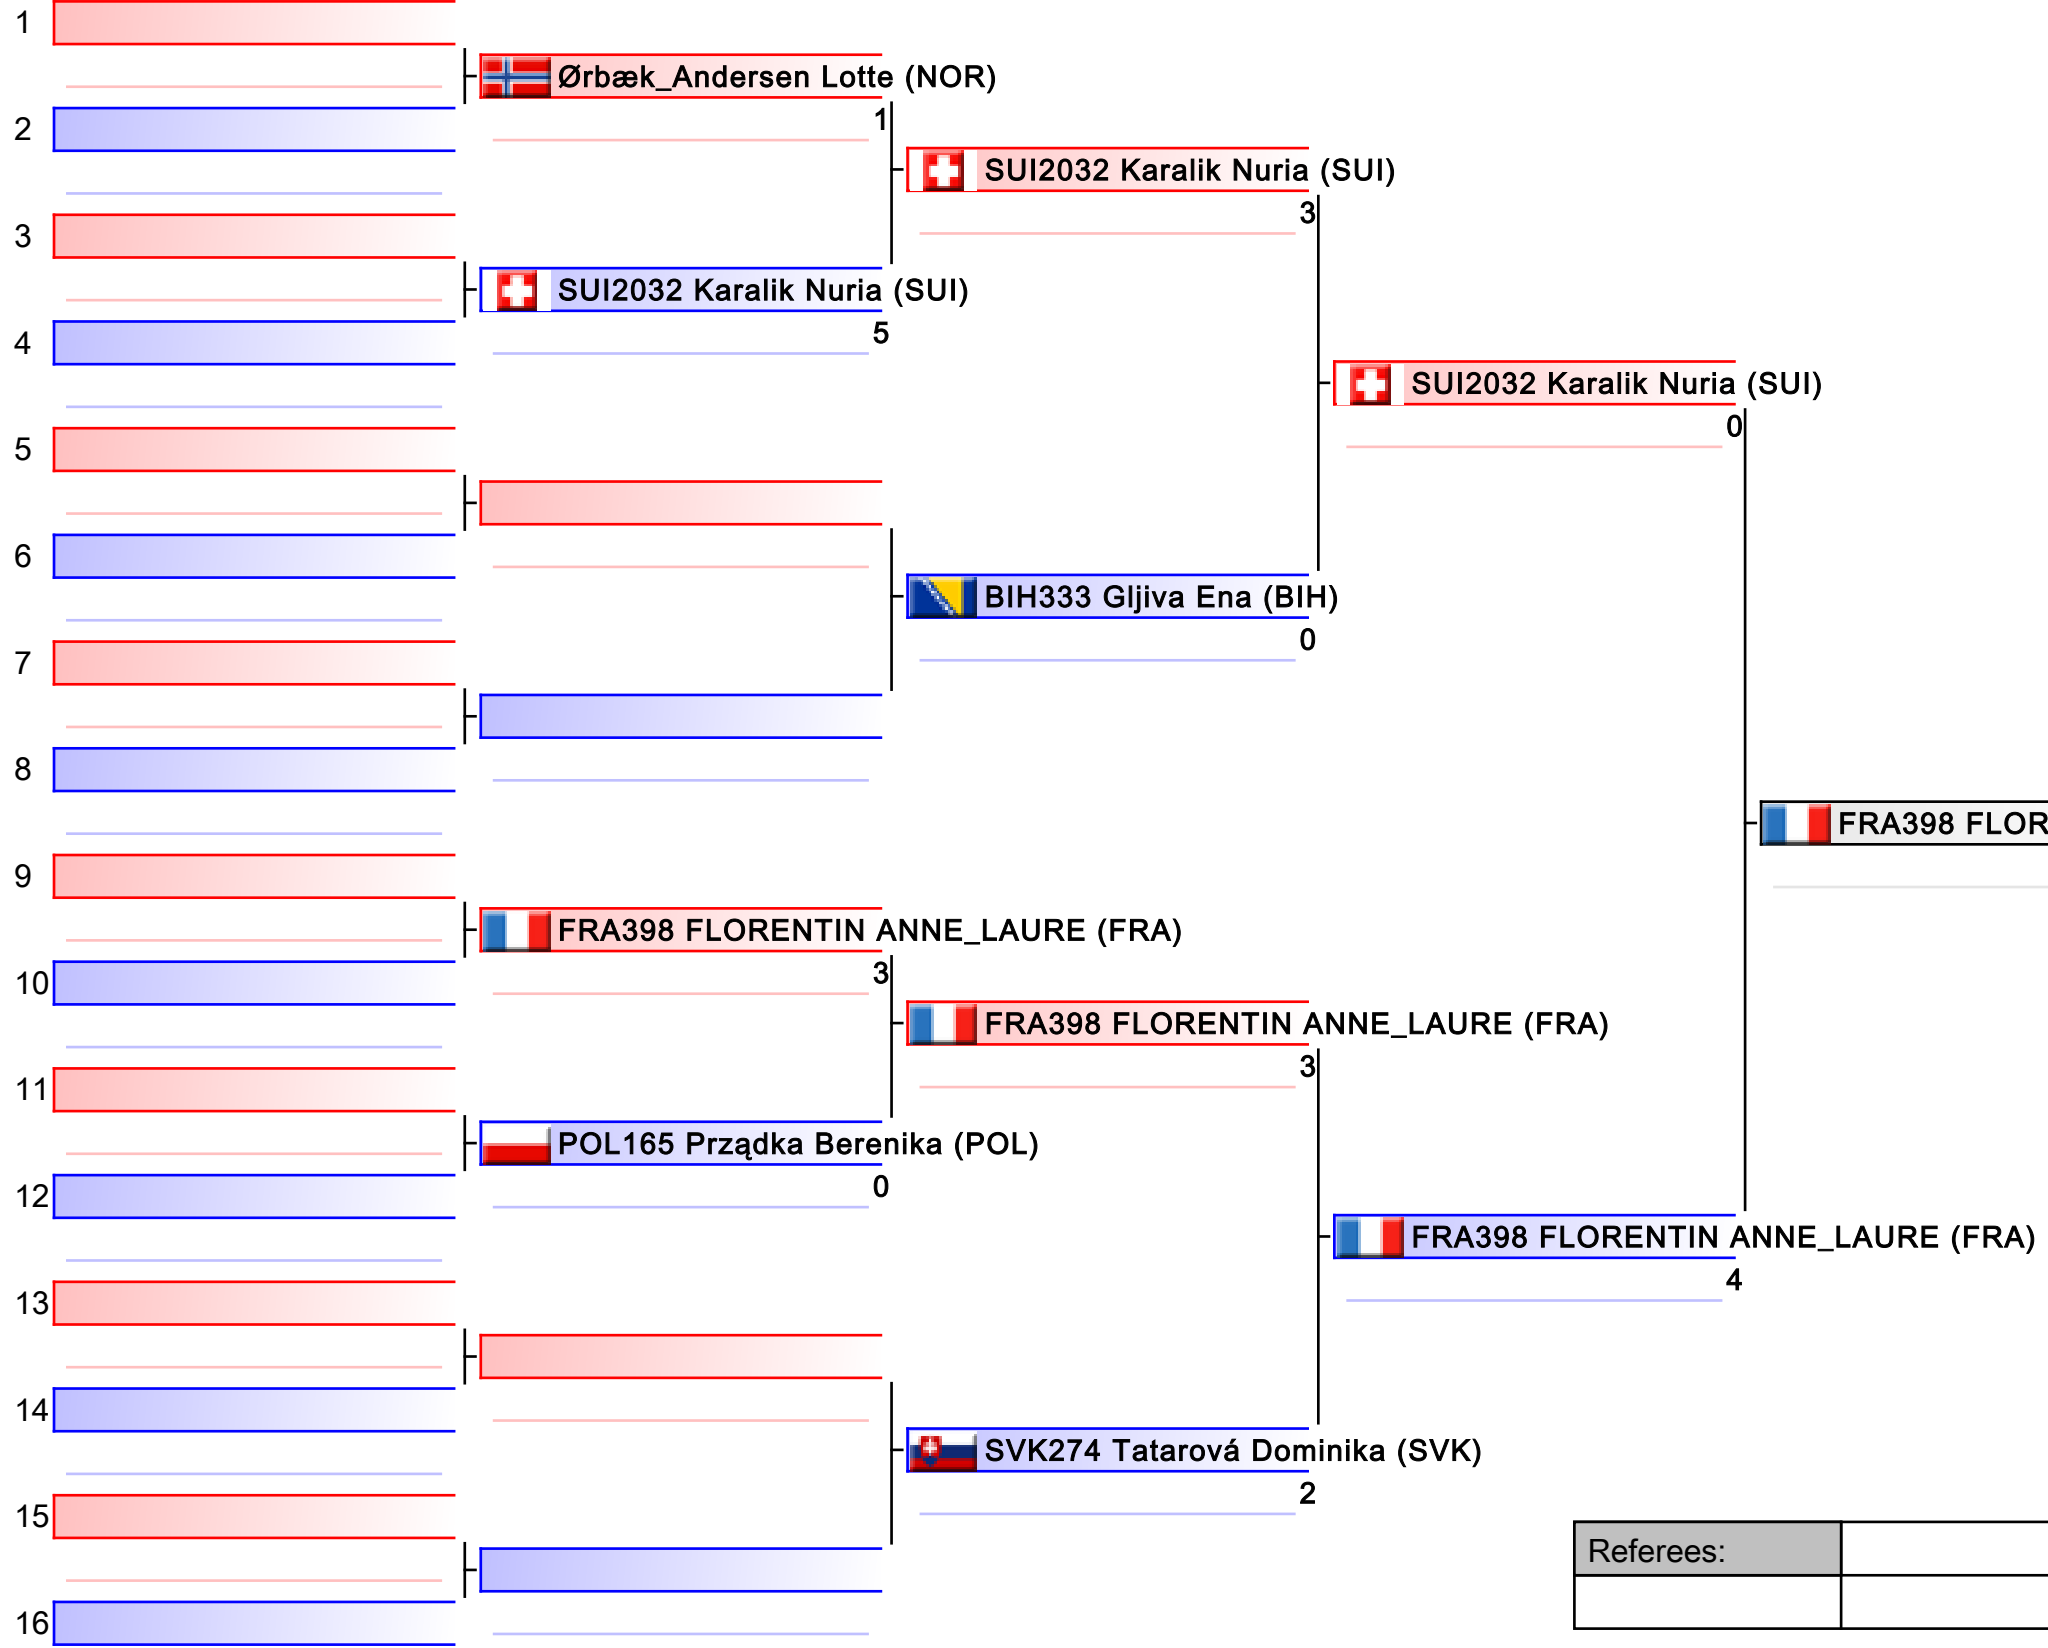 1
Ørbæk_Andersen Lotte (NOR)
1
2
SUI2032 Karalik Nuria (SUI)
3
3
SUI2032 Karalik Nuria (SUI)
5
4
SUI2032 Karalik Nuria (SUI)
0
5
6
BIH333 Gljiva Ena (BIH)
0
7
8
FRA398 FLOR
9
FRA398 FLORENTIN ANNE_LAURE (FRA)
3
10
FRA398 FLORENTIN ANNE_LAURE (FRA)
3
11
POL165 Prządka Berenika (POL)
0
12
FRA398 FLORENTIN ANNE_LAURE (FRA)
4
13
14
SVK274 Tatarová Dominika (SVK)
2
15
Referees:
16